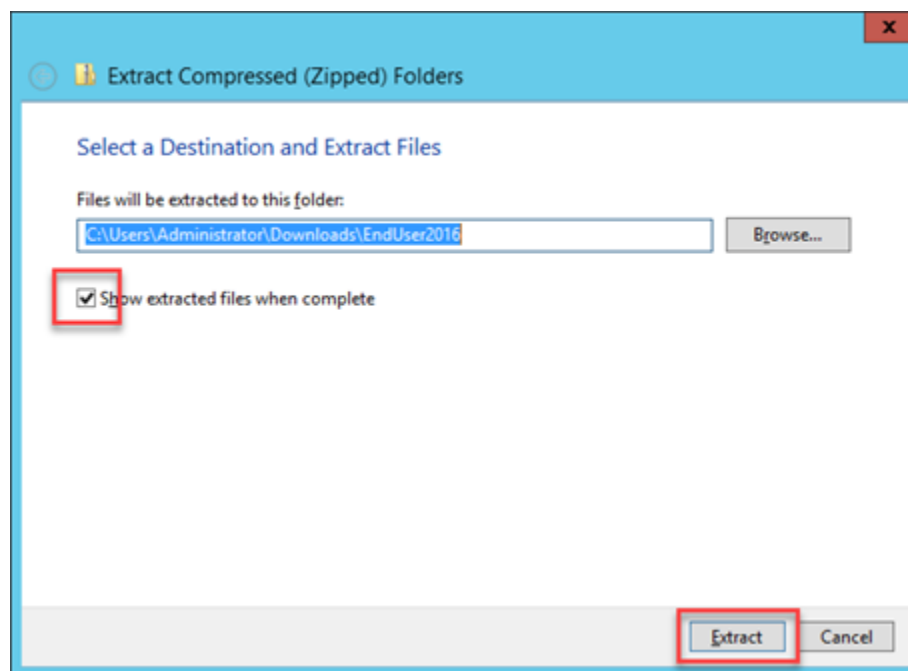 x
Extract Compressed (Zipped) Folders
Select a Destination and Extract Files
Files will be extracted to this folder:
C:\Users\Administrator\Downloads\EndUser2016
Browse...
Show extracted files when complete
Extract Cancel